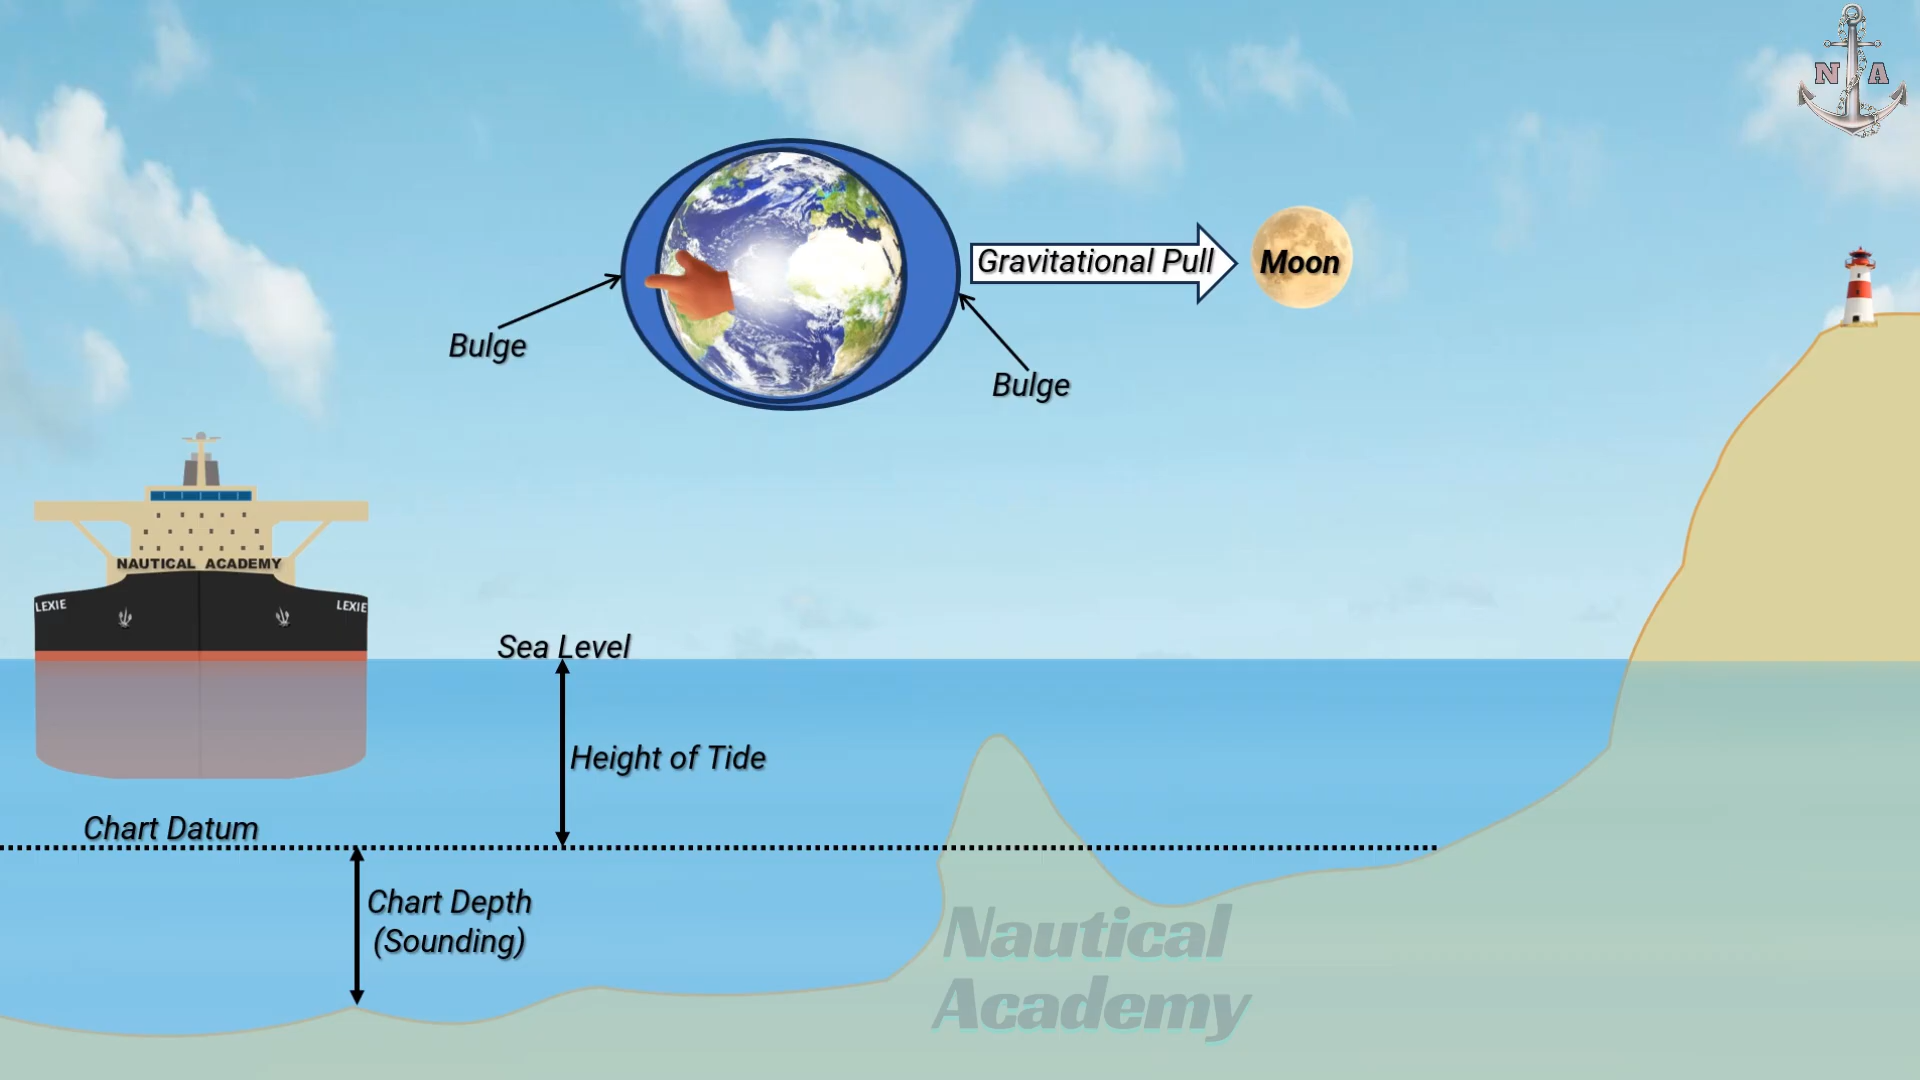 N A
Gravitational Pull
Moon
Bulge
Bulge
NAUTICAL ACADEMY
LEXIE
LEXIE
Sea Level
Height of Tide
Chart Datum
Chart Depth
(Sounding)
Nautical
Academy